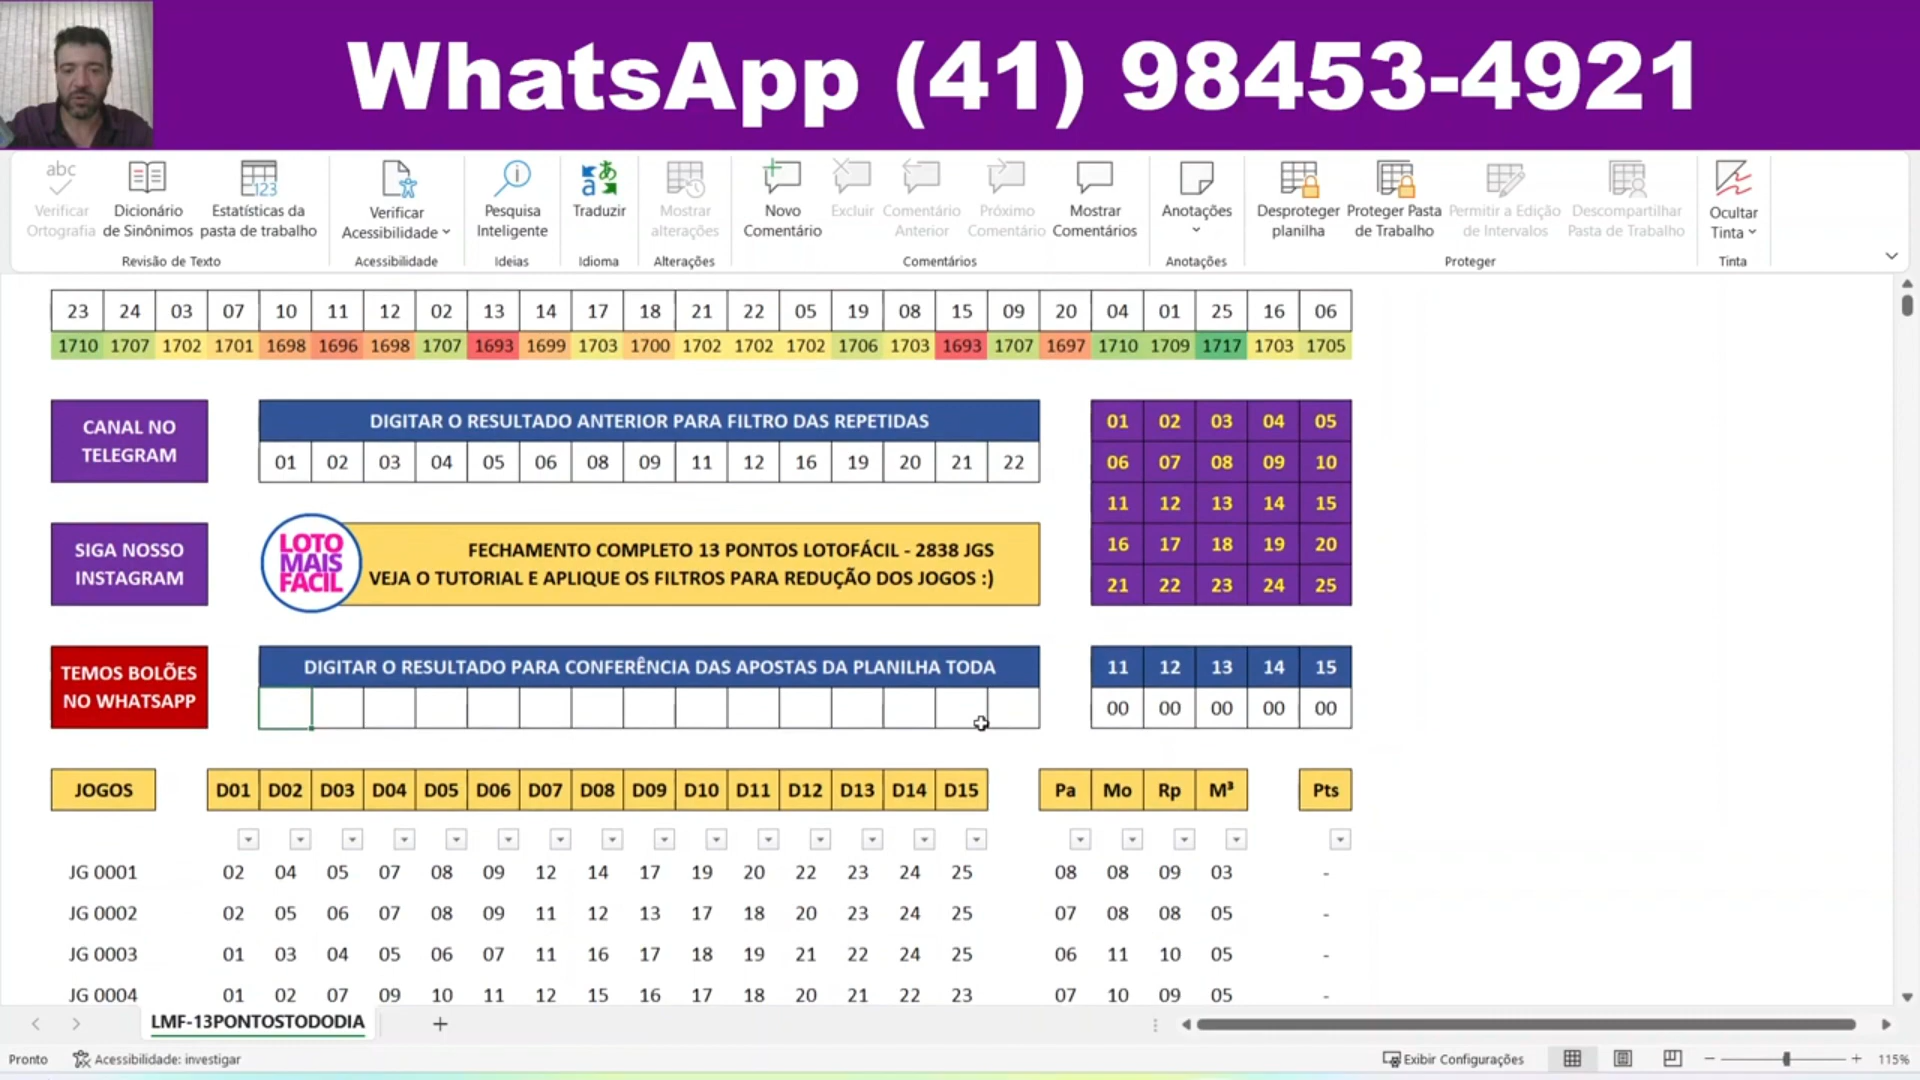 WhatsApp (41) 98453-4921
abc
123
Verificar Ortografia
Dicionário de Sinônimos
Estatísticas da pasta de trabalho
Verificar Acessibilidade
Pesquisa Inteligente
Traduzir
Mostrar alterações
Novo Comentário
Excluir
Comentário Anterior
Próximo Comentário
Mostrar Comentários
Anotações
Desproteger planilha
Proteger Pasta de Trabalho
Permitir a Edição de Intervalos
Descompartilhar Pasta de Trabalho
Ocultar Tinta
Revisão de Texto
Acessibilidade
Ideias
Idioma
Alterações
Comentários
Anotações
Proteger
Tinta
23 24 03 07 10 11 12 02 13 14 17 18 21 22 05 19 08 15 09 20 04 01 25 16 06
1710 1707 1702 1701 1698 1696 1698 1707 1693 1699 1703 1700 1702 1702 1702 1706 1703 1693 1707 1697 1710 1709 1717 1703 1705
CANAL NO
TELEGRAM
DIGITAR O RESULTADO ANTERIOR PARA FILTRO DAS REPETIDAS
01 02 03 04 05 06 08 09 11 12 16 19 20 21 22
01 02 03 04 05
06 07 08 09 10
11 12 13 14 15
16 17 18 19 20
21 22 23 24 25
SIGA NOSSO
INSTAGRAM
LOTO
MAIS
FACIL
FECHAMENTO COMPLETO 13 PONTOS LOTOFÁCIL - 2838 JGS
VEJA O TUTORIAL E APLIQUE OS FILTROS PARA REDUÇÃO DOS JOGOS :)
TEMOS BOLÕES
NO WHATSAPP
DIGITAR O RESULTADO PARA CONFERÊNCIA DAS APOSTAS DA PLANILHA TODA
11 12 13 14 15
00 00 00 00 00
JOGOS D01 D02 D03 D04 D05 D06 D07 D08 D09 D10 D11 D12 D13 D14 D15 Pa Mo Rp M³ Pts
JG 0001 02 04 05 07 08 09 12 14 17 19 20 22 23 24 25 08 08 09 03 -
JG 0002 02 05 06 07 08 09 11 12 13 17 18 20 23 24 25 07 08 08 05 -
JG 0003 01 03 04 05 06 07 11 16 17 18 19 21 22 24 25 06 11 10 05 -
JG 0004 01 02 07 09 10 11 12 15 16 17 18 20 21 22 23 07 10 09 05 -
LMF-13PONTOSTODODIA
Pronto
Acessibilidade: investigar
Exibir Configurações
115%